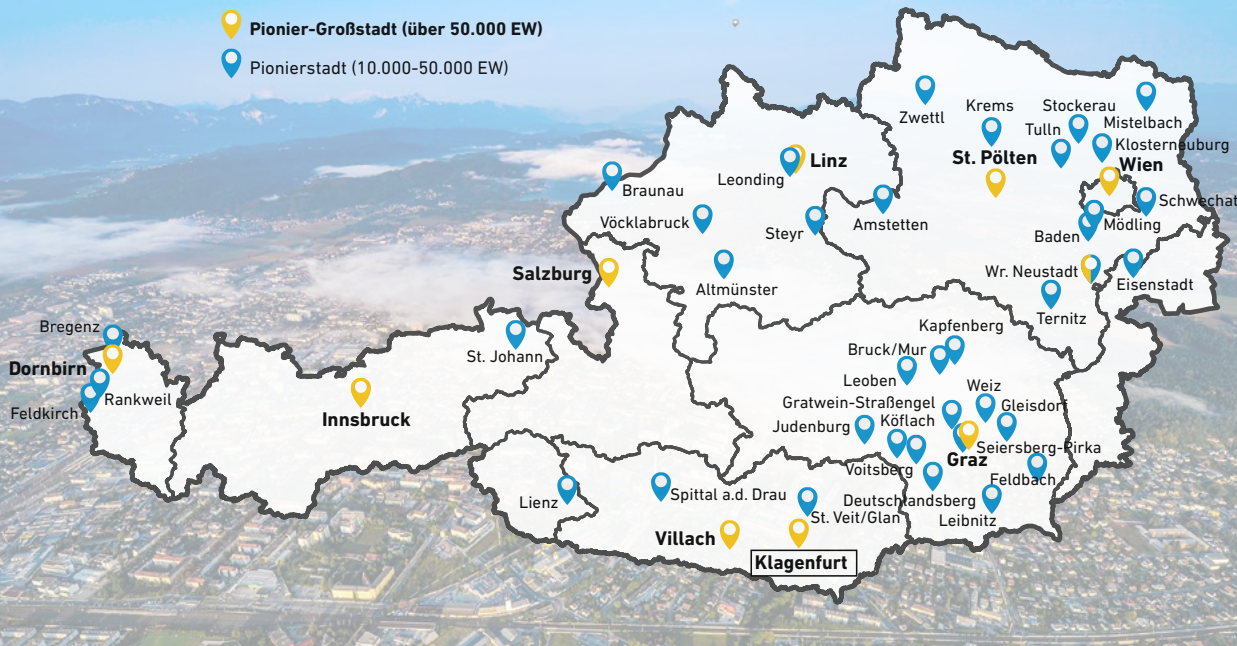 Pionier-Großstadt (über 50.000 EW)
Pionierstadt (10.000-50.000 EW)
Zwettl
Krems
Stockerau
Mistelbach
Tulln
Klosterneuburg
St. Pölten
Wien
Linz
Leonding
Braunau
Schwechat
Vöcklabruck
Steyr
Amstetten
Mödling
Baden
Salzburg
Altmünster
Wr. Neustadt
Eisenstadt
Ternitz
Bregenz
St. Johann
Kapfenberg
Bruck/Mur
Dornbirn
Leoben
Weiz
Rankweil
Feldkirch
Innsbruck
Gratwein-Straßengel
Gleisdorf
Judenburg
Köflach
Seiersberg-Pirka
Graz
Voitsberg
Feldbach
Lienz
Spittal a.d. Drau
Deutschlandsberg
St. Veit/Glan
Leibnitz
Villach
Klagenfurt